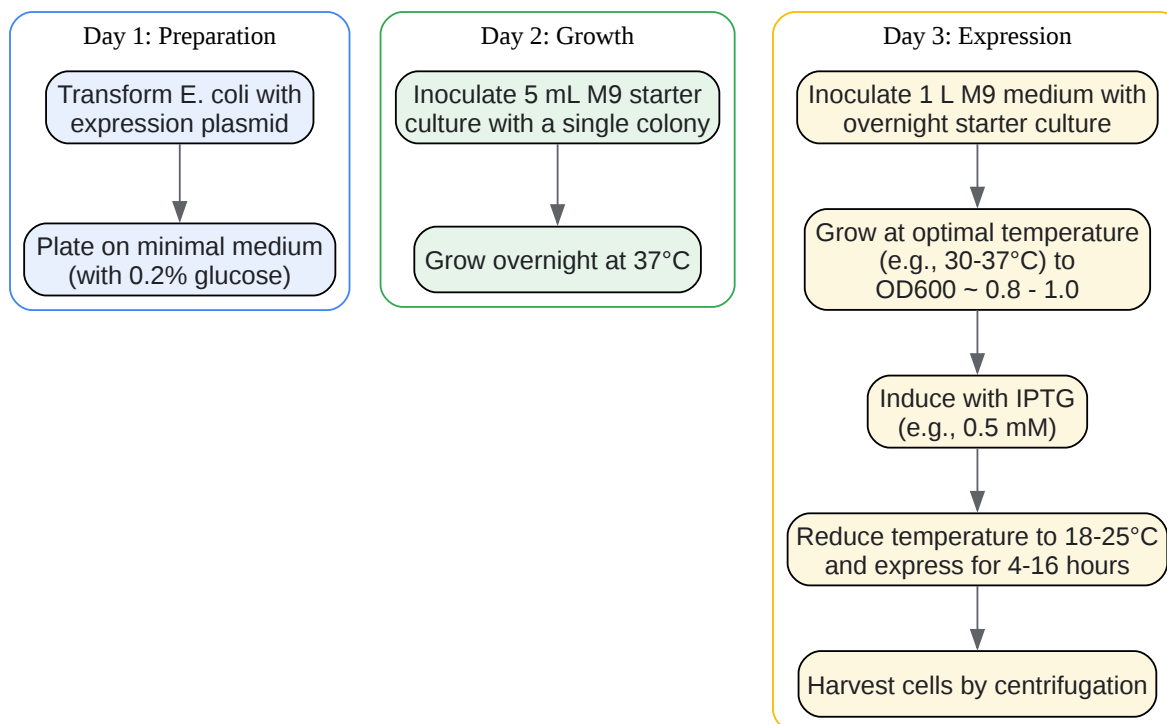 Day 1: Preparation
Transform E. coli with
expression plasmid
Plate on minimal medium
(with 0.2% glucose)
Day 2: Growth
Inoculate 5 mL M9 starter
culture with a single colony
Grow overnight at 37°C
Day 3: Expression
Inoculate 1 L M9 medium with
overnight starter culture
Grow at optimal temperature
(e.g., 30-37°C) to
OD600 ~ 0.8 - 1.0
Induce with IPTG
(e.g., 0.5 mM)
Reduce temperature to 18-25°C
and express for 4-16 hours
Harvest cells by centrifugation